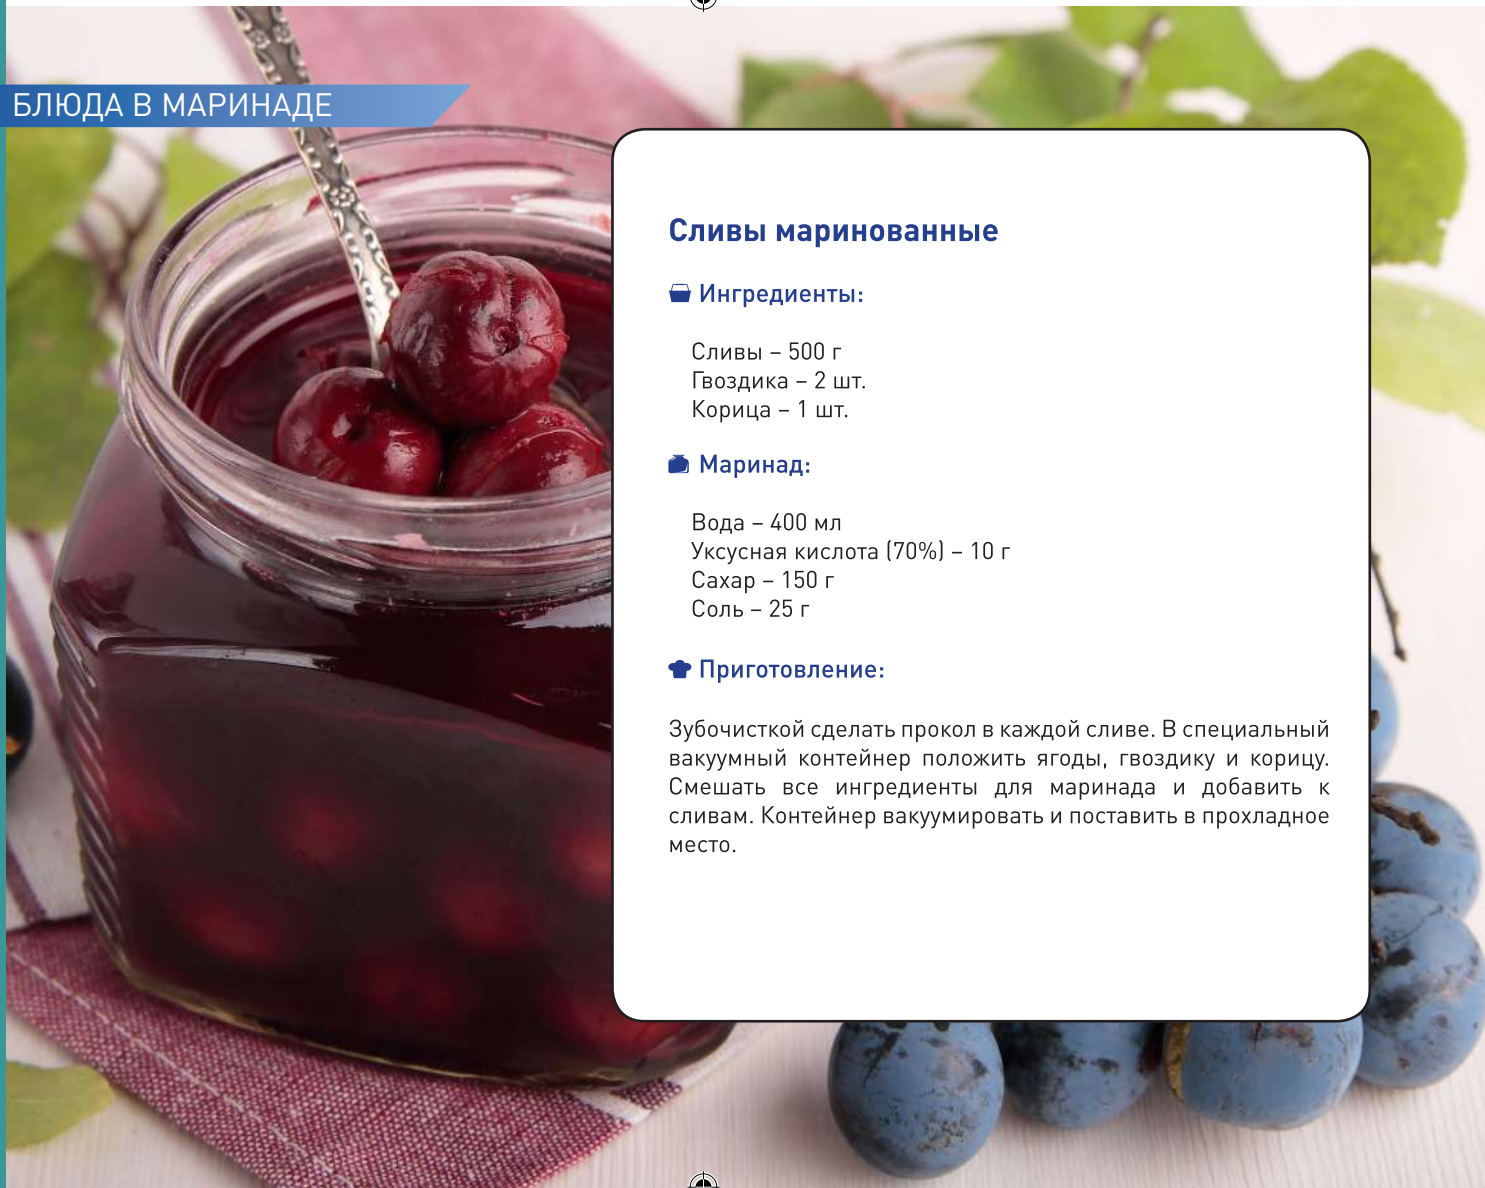 БЛЮДА В МАРИНАДЕ
Сливы маринованные
Ингредиенты:
Сливы – 500 г
Гвоздика – 2 шт.
Корица – 1 шт.
Маринад:
Вода – 400 мл
Уксусная кислота (70%) – 10 г
Сахар – 150 г
Соль – 25 г
Приготовление:
Зубочисткой сделать прокол в каждой сливе. В специальный
вакуумный контейнер положить ягоды, гвоздику и корицу.
Смешать все ингредиенты для маринада и добавить к
сливам. Контейнер вакуумировать и поставить в прохладное
место.